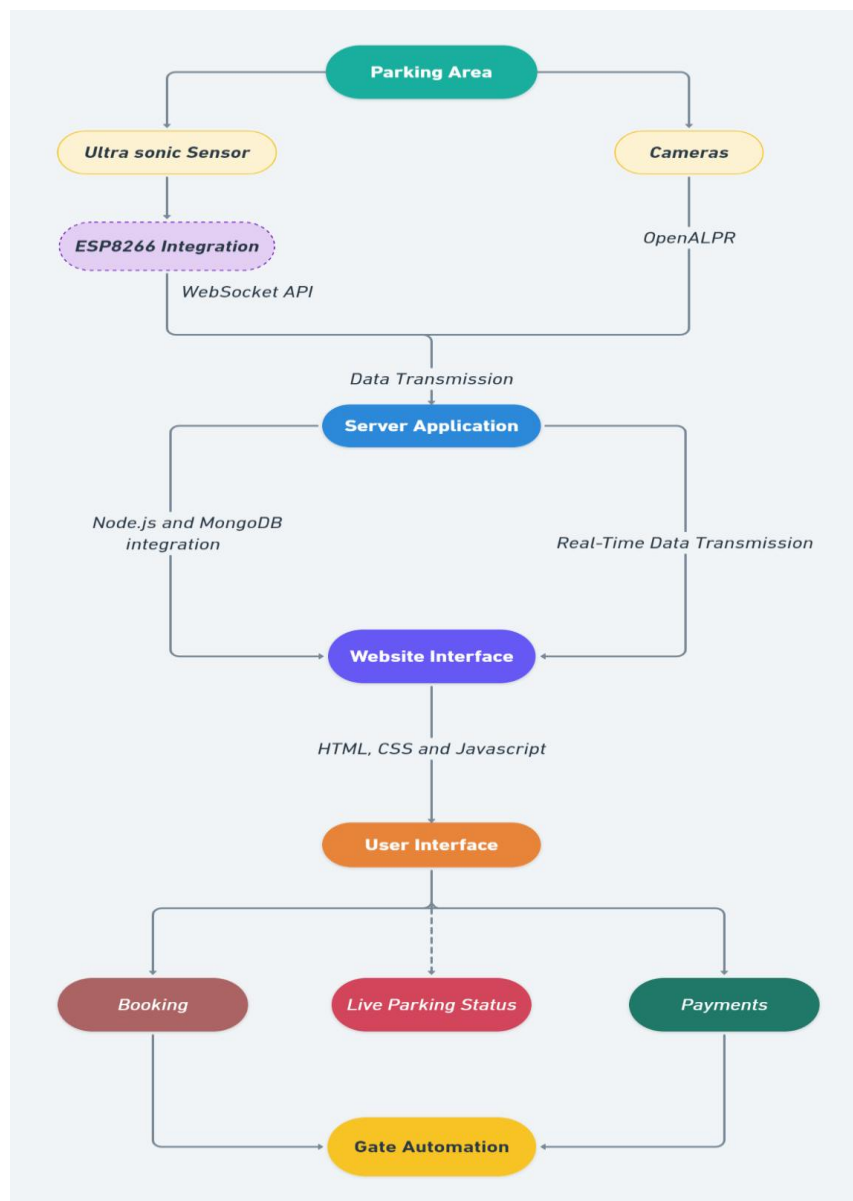 Parking Area
Ultra sonic Sensor
Cameras
ESP8266 Integration
OpenALPR
WebSocket API
Data Transmission
Server Application
Node.js and MongoDB
integration
Real-Time Data Transmission
Website Interface
HTML, CSS and Javascript
User Interface
Booking
Live Parking Status
Payments
Gate Automation